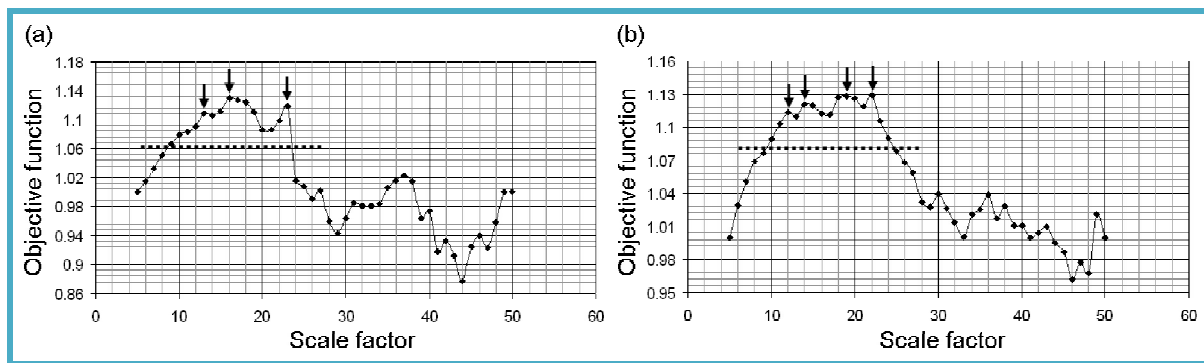 (a)
1.18
1.14
1.1
1.06
1.02
0.98
0.94
0.9
0.86
0 10 20 30 40 50 60
Objective function
Scale factor
(b)
1.16
1.13
1.1
1.07
1.04
1.01
0.98
0.95
0 10 20 30 40 50 60
Objective function
Scale factor